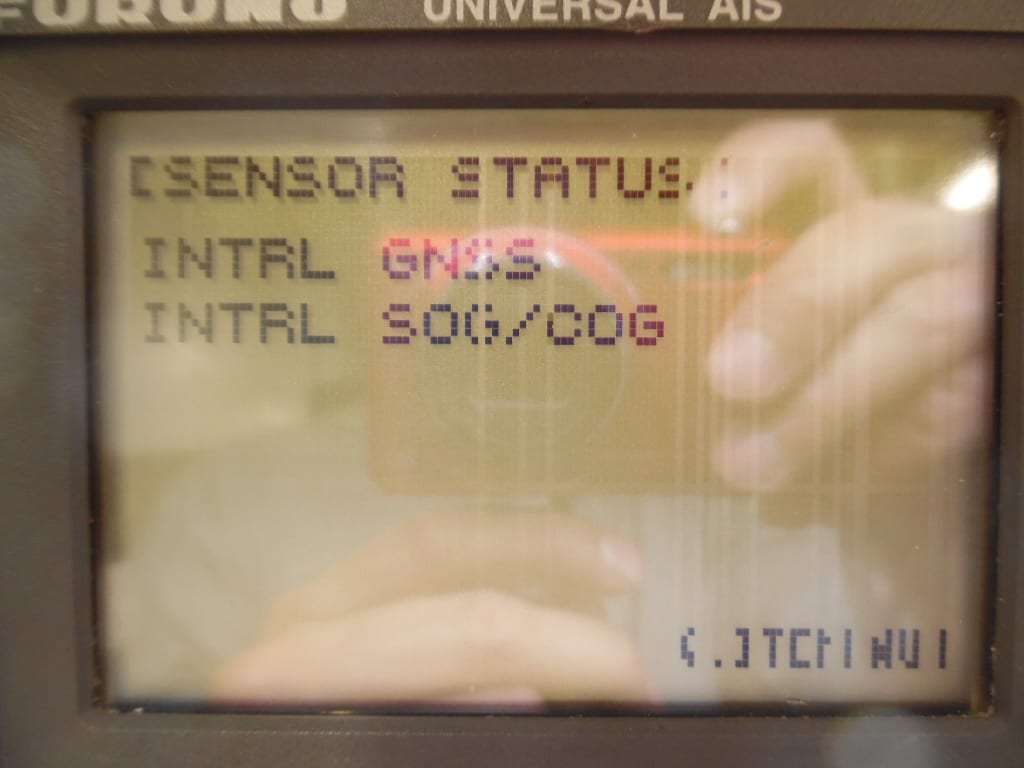 FURUNO UNIVERSAL AIS
[SENSOR STATUS]
INTRL GNSS
INTRL SOG/COG